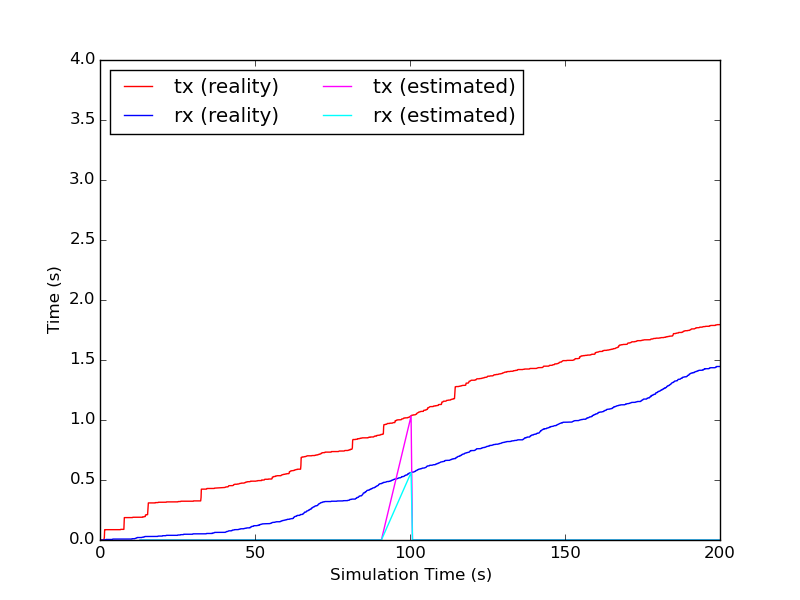 4.0
tx (reality) tx (estimated)
rx (reality) rx (estimated)
3.5
3.0
2.5
2.0
1.5
1.0
0.5
0.0
Time (s)
0 50 100 150 200
Simulation Time (s)